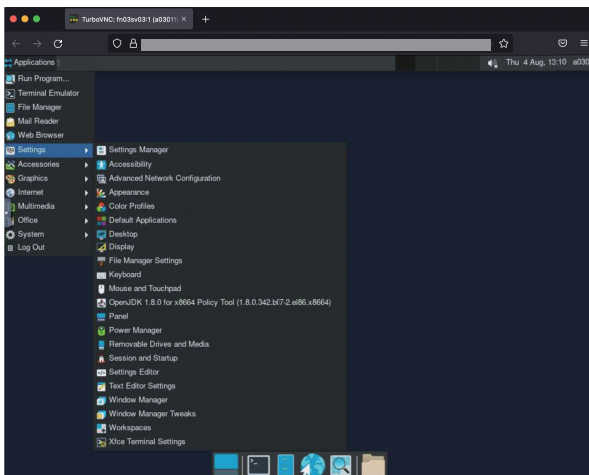 TurboVNC: fn03sv03:1 (a03011)
Applications
Thu 4 Aug, 13:10 a030
Run Program...
Terminal Emulator
File Manager
Mail Reader
Web Browser
Settings
Accessories
Graphics
Internet
Multimedia
Office
System
Log Out
Settings Manager
Accessibility
Advanced Network Configuration
Appearance
Color Profiles
Default Applications
Desktop
Display
File Manager Settings
Keyboard
Mouse and Touchpad
OpenJDK 1.8.0 for x8664 Policy Tool (1.8.0.342.b(7-2.el86.x8664)
Panel
Power Manager
Removable Drives and Media
Session and Startup
Settings Editor
Text Editor Settings
Window Manager
Window Manager Tweaks
Workspaces
Xfce Terminal Settings